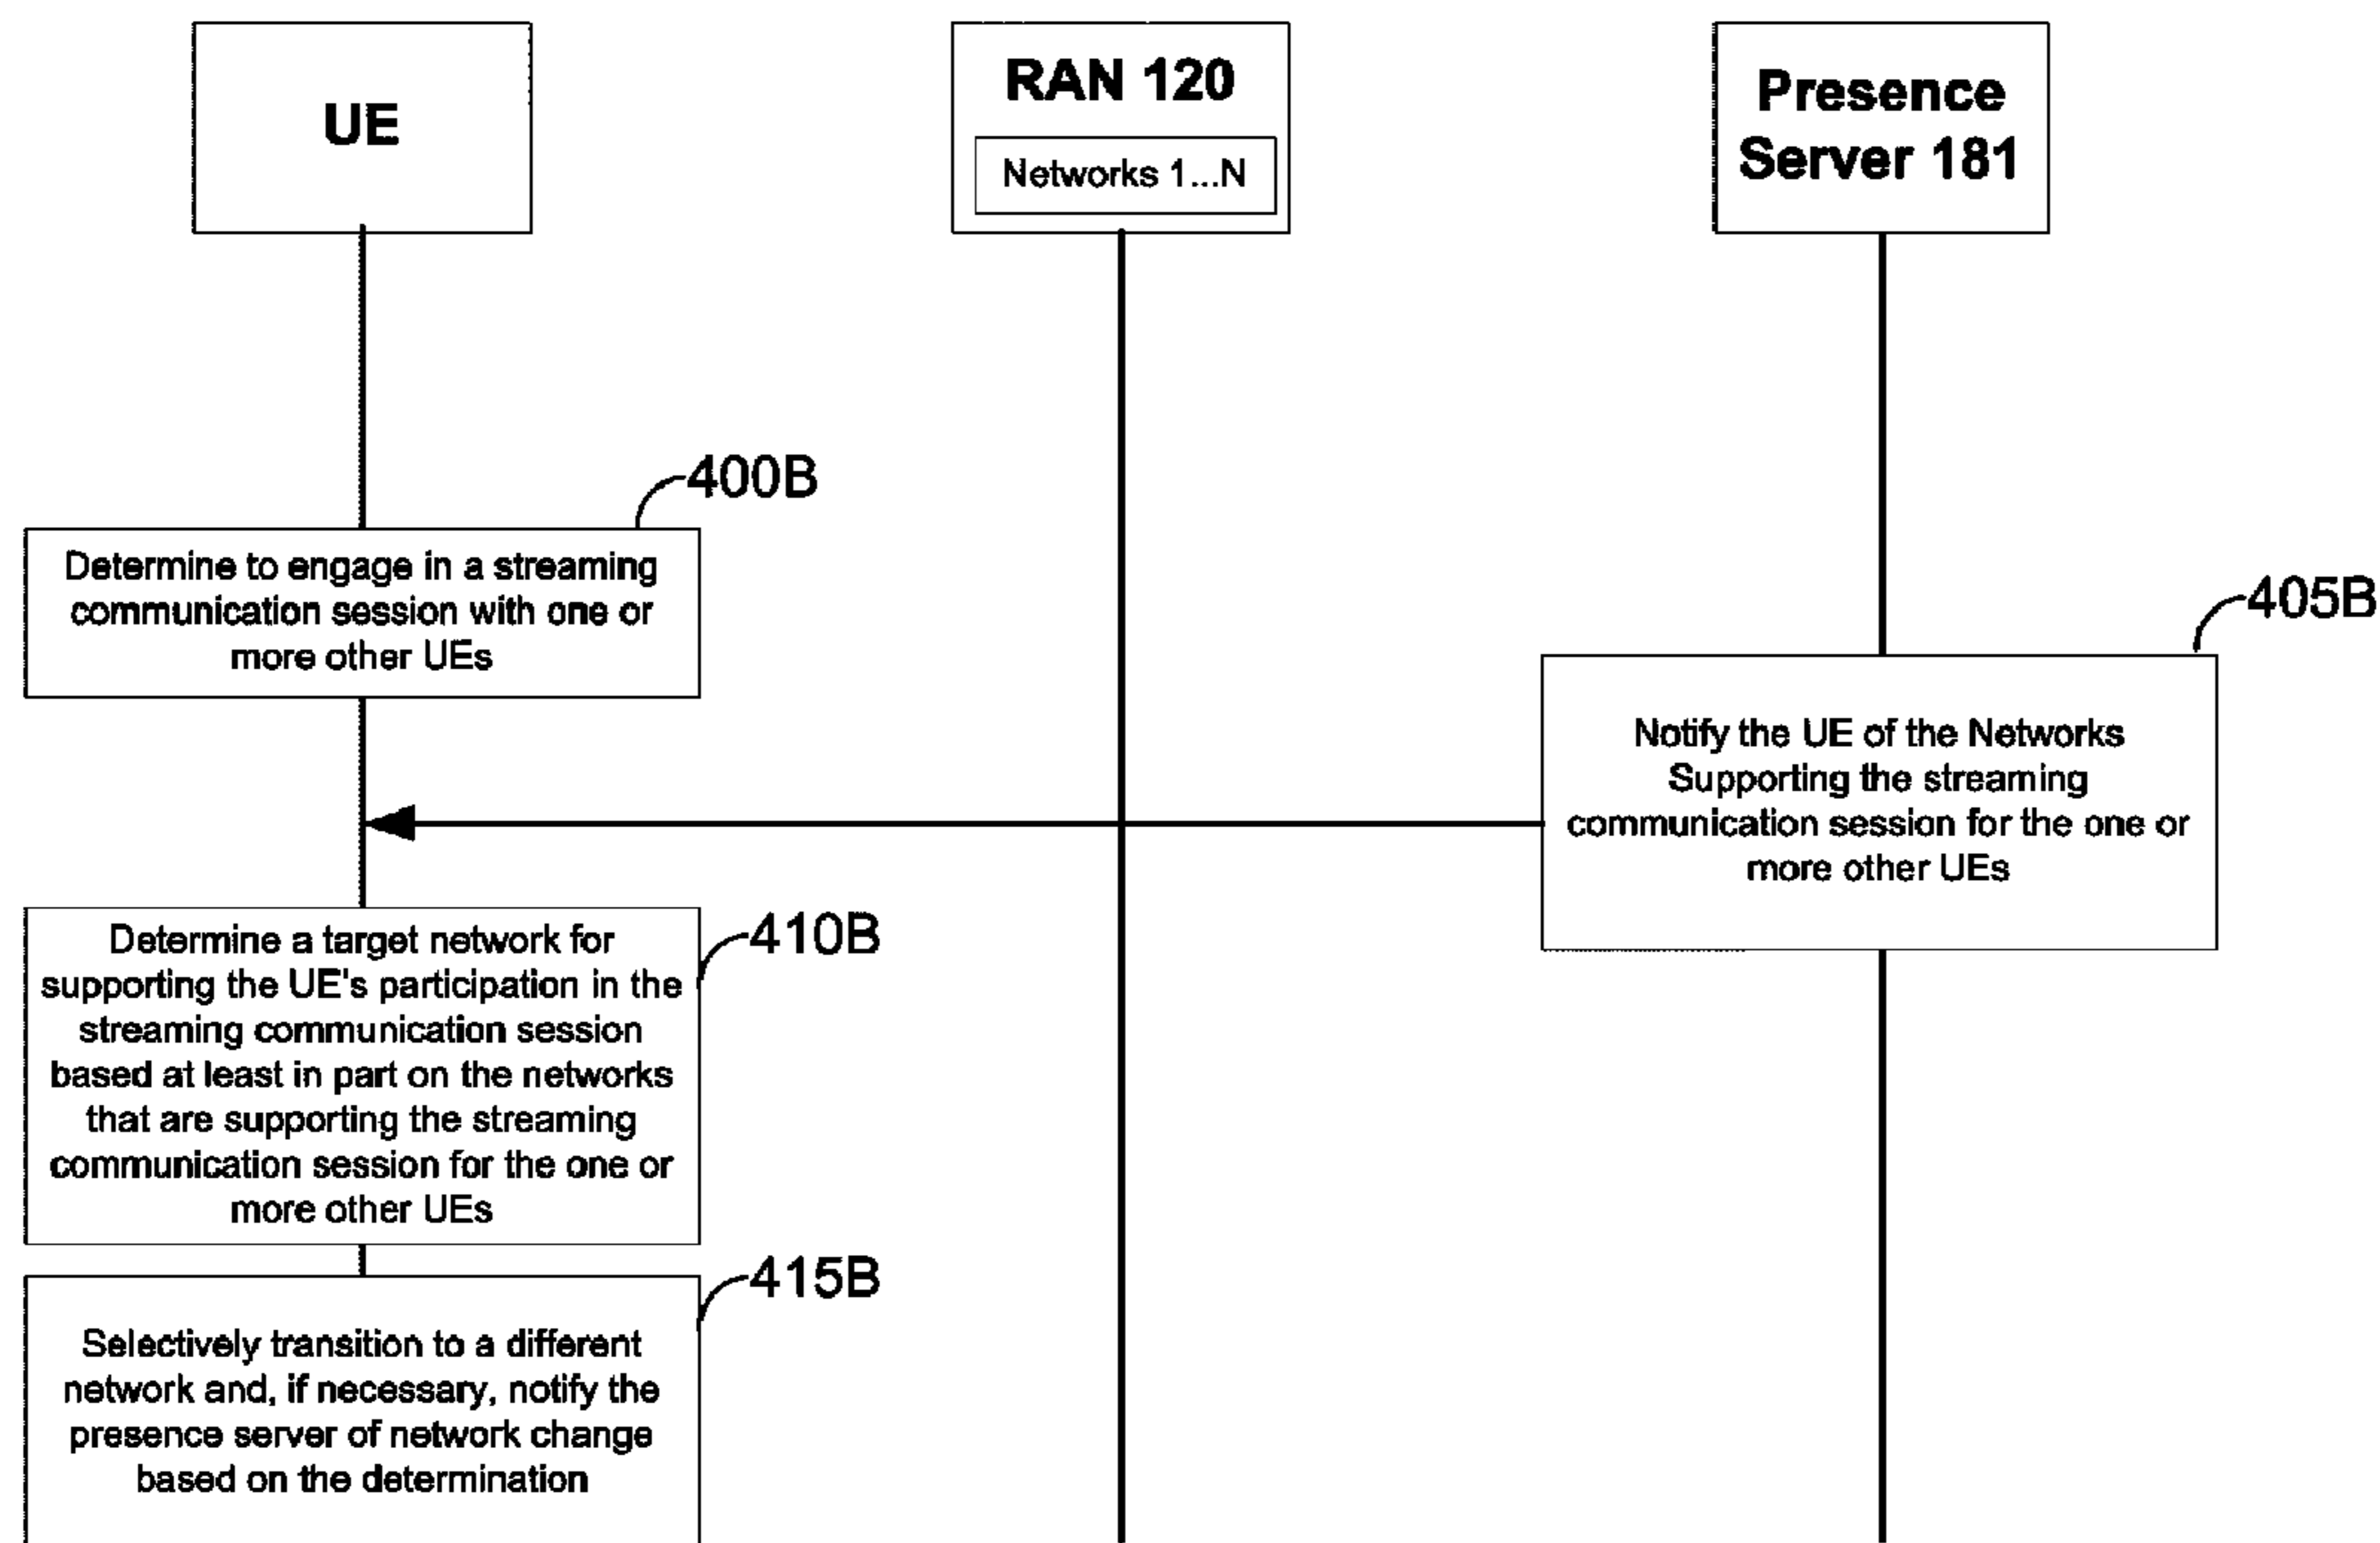 UE
RAN 120
Networks 1...N
Presence
Server 181
400B
Determine to engage in a streaming
communication session with one or
more other UEs
405B
Notify the UE of the Networks
Supporting the streaming
communication session for the one or
more other UEs
410B
Determine a target network for
supporting the UE's participation in the
streaming communication session
based at least in part on the networks
that are supporting the streaming
communication session for the one or
more other UEs
415B
Selectively transition to a different
network and, if necessary, notify the
presence server of network change
based on the determination